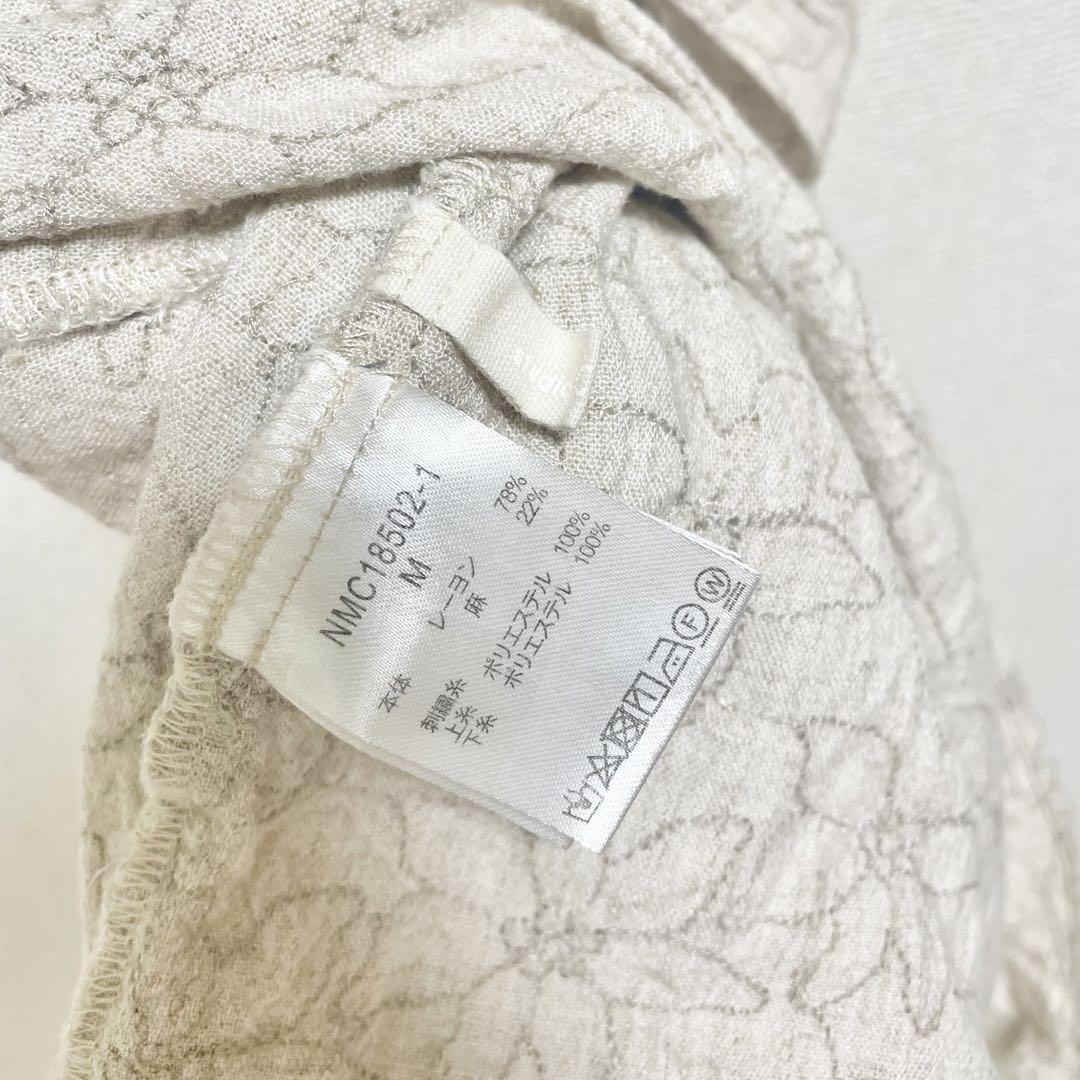 NMC18502-1
M
本体 レーヨン 78%
麻 22%
刺繍糸
上糸 ポリエステル 100%
下糸 ポリエステル 100%
F
W